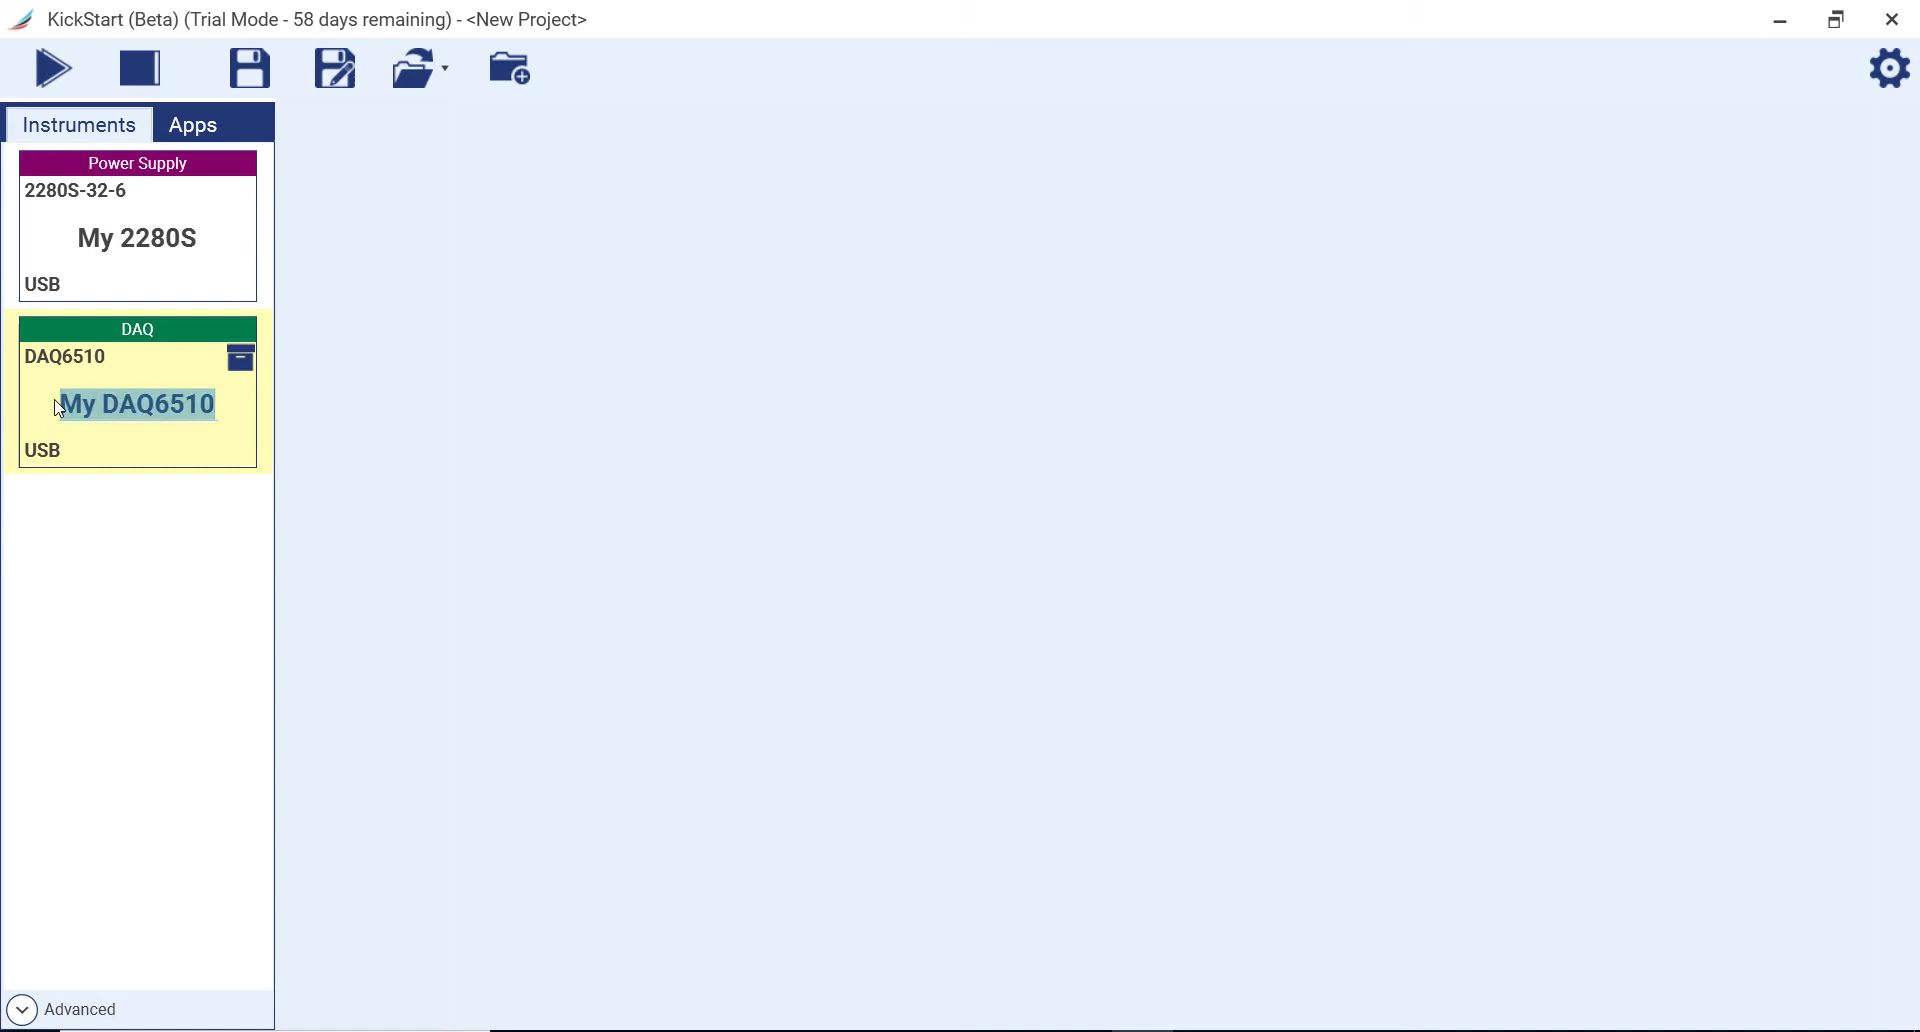 KickStart (Beta) (Trial Mode - 58 days remaining) - <New Project>
Instruments Apps
Power Supply
2280S-32-6
My 2280S
USB
DAQ
DAQ6510
My DAQ6510
USB
Advanced